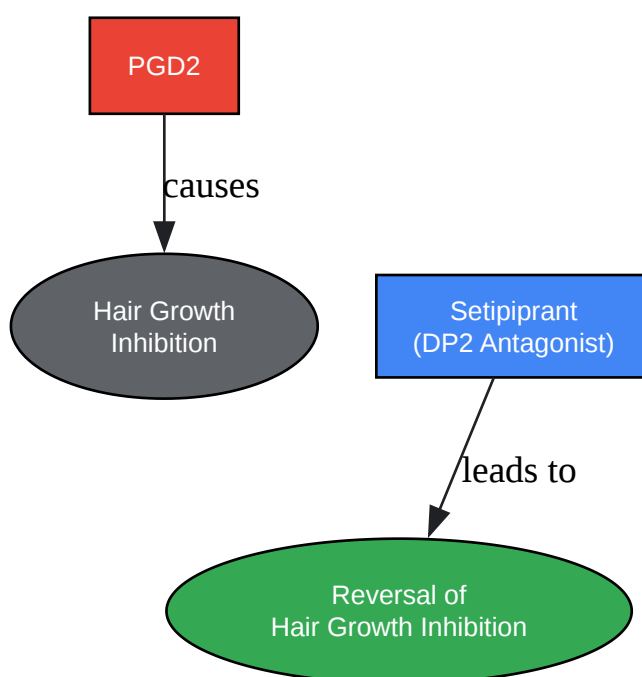 PGD2
causes
Hair Growth
Inhibition
Setipiprant
(DP2 Antagonist)
leads to
Reversal of
Hair Growth Inhibition